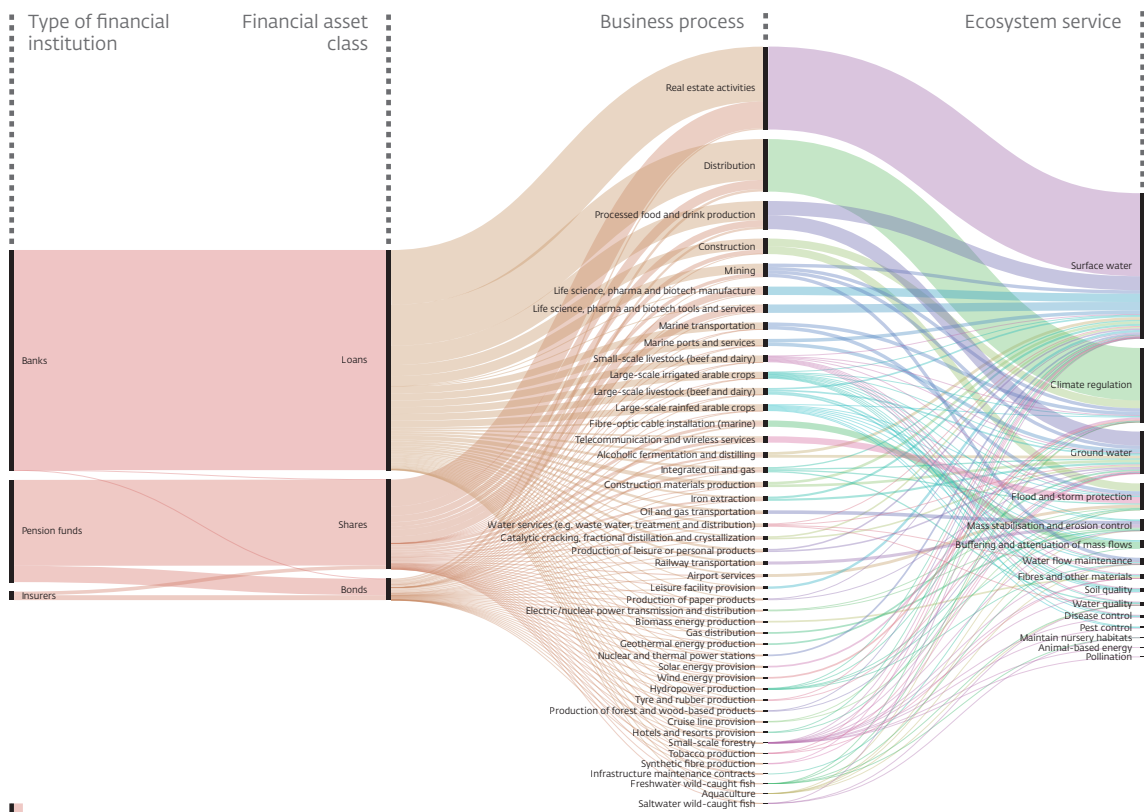 Type of financial
institution
Financial asset
class
Business process
Ecosystem service
Banks
Pension funds
Insurers
Loans
Shares
Bonds
Real estate activities
Distribution
Processed food and drink production
Construction
Mining
Life science, pharma and biotech manufacture
Life science, pharma and biotech tools and services
Marine transportation
Marine ports and services
Small-scale livestock (beef and dairy)
Large-scale irrigated arable crops
Large-scale livestock (beef and dairy)
Large-scale rainfed arable crops
Fibre-optic cable installation (marine)
Telecommunication and wireless services
Alcoholic fermentation and distilling
Integrated oil and gas
Construction materials production
Iron extraction
Oil and gas transportation
Water services (e.g. waste water, treatment and distribution)
Catalytic cracking, fractional distillation and crystallization
Production of leisure or personal products
Railway transportation
Airport services
Leisure facility provision
Production of paper products
Electric/nuclear power transmission and distribution
Biomass energy production
Gas distribution
Geothermal energy production
Nuclear and thermal power stations
Solar energy provision
Wind energy provision
Hydropower production
Tyre and rubber production
Production of forest and wood-based products
Cruise line provision
Hotels and resorts provision
Small-scale forestry
Tobacco production
Synthetic fibre production
Infrastructure maintenance contracts
Freshwater wild-caught fish
Aquaculture
Saltwater wild-caught fish
Surface water
Climate regulation
Ground water
Flood and storm protection
Mass stabilisation and erosion control
Buffering and attenuation of mass flows
Water flow maintenance
Fibres and other materials
Soil quality
Water quality
Disease control
Pest control
Maintain nursery habitats
Animal-based energy
Pollination